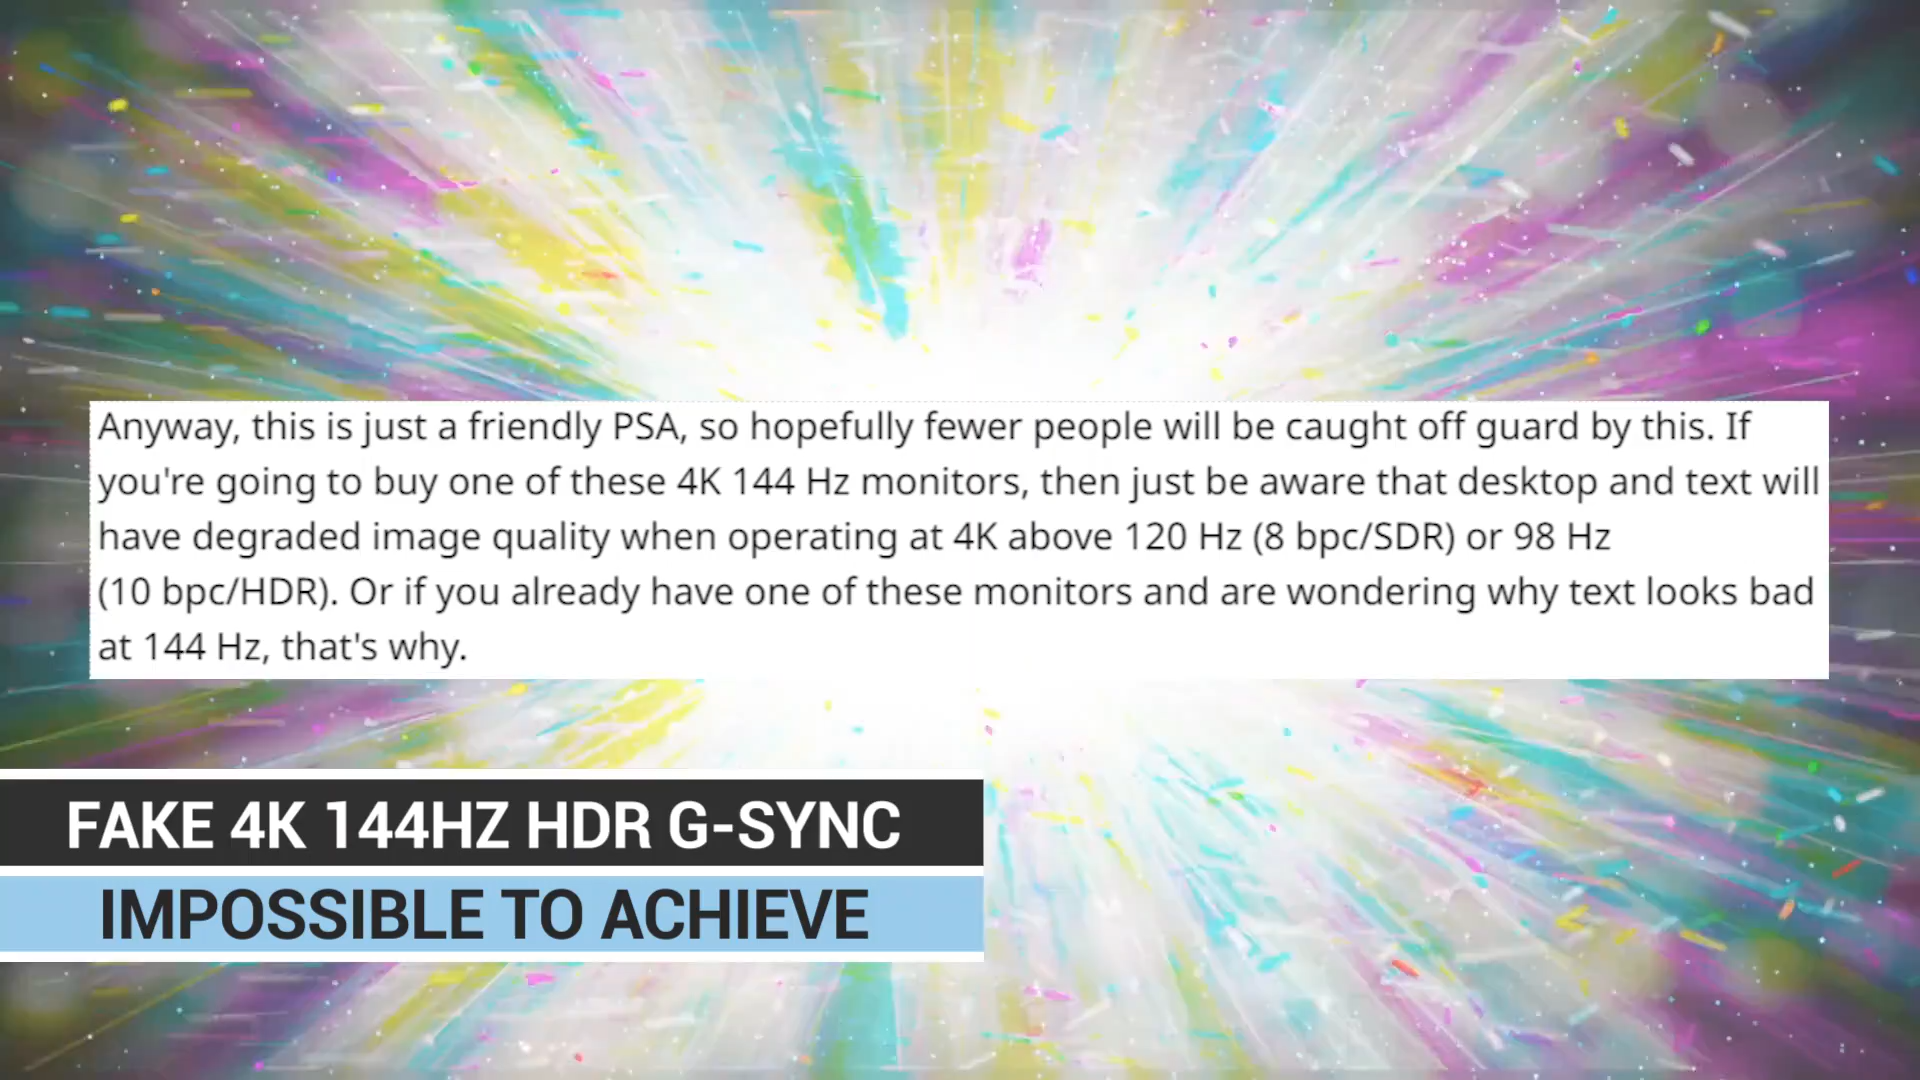 Anyway, this is just a friendly PSA, so hopefully fewer people will be caught off guard by this. If
you're going to buy one of these 4K 144 Hz monitors, then just be aware that desktop and text will
have degraded image quality when operating at 4K above 120 Hz (8 bpc/SDR) or 98 Hz
(10 bpc/HDR). Or if you already have one of these monitors and are wondering why text looks bad
at 144 Hz, that's why.
FAKE 4K 144HZ HDR G-SYNC
IMPOSSIBLE TO ACHIEVE